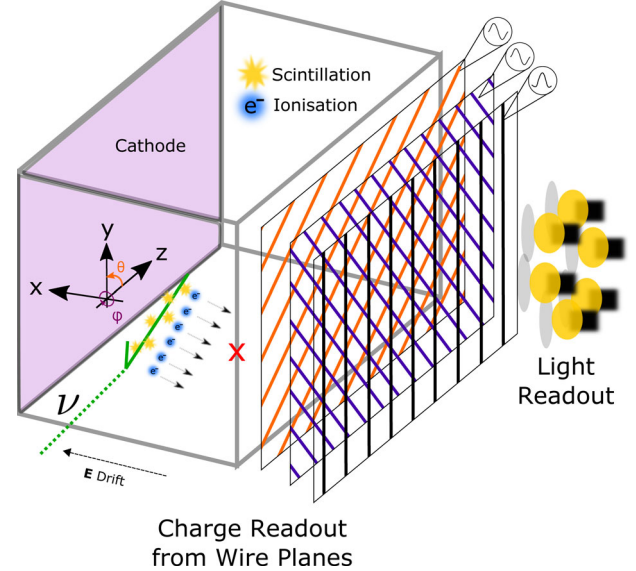 Scintillation
e⁻ Ionisation
Cathode
y
z
θ
x
φ
e⁻
e⁻
e⁻
e⁻
e⁻
e⁻
X
ν
E Drift
Light
Readout
Charge Readout
from Wire Planes